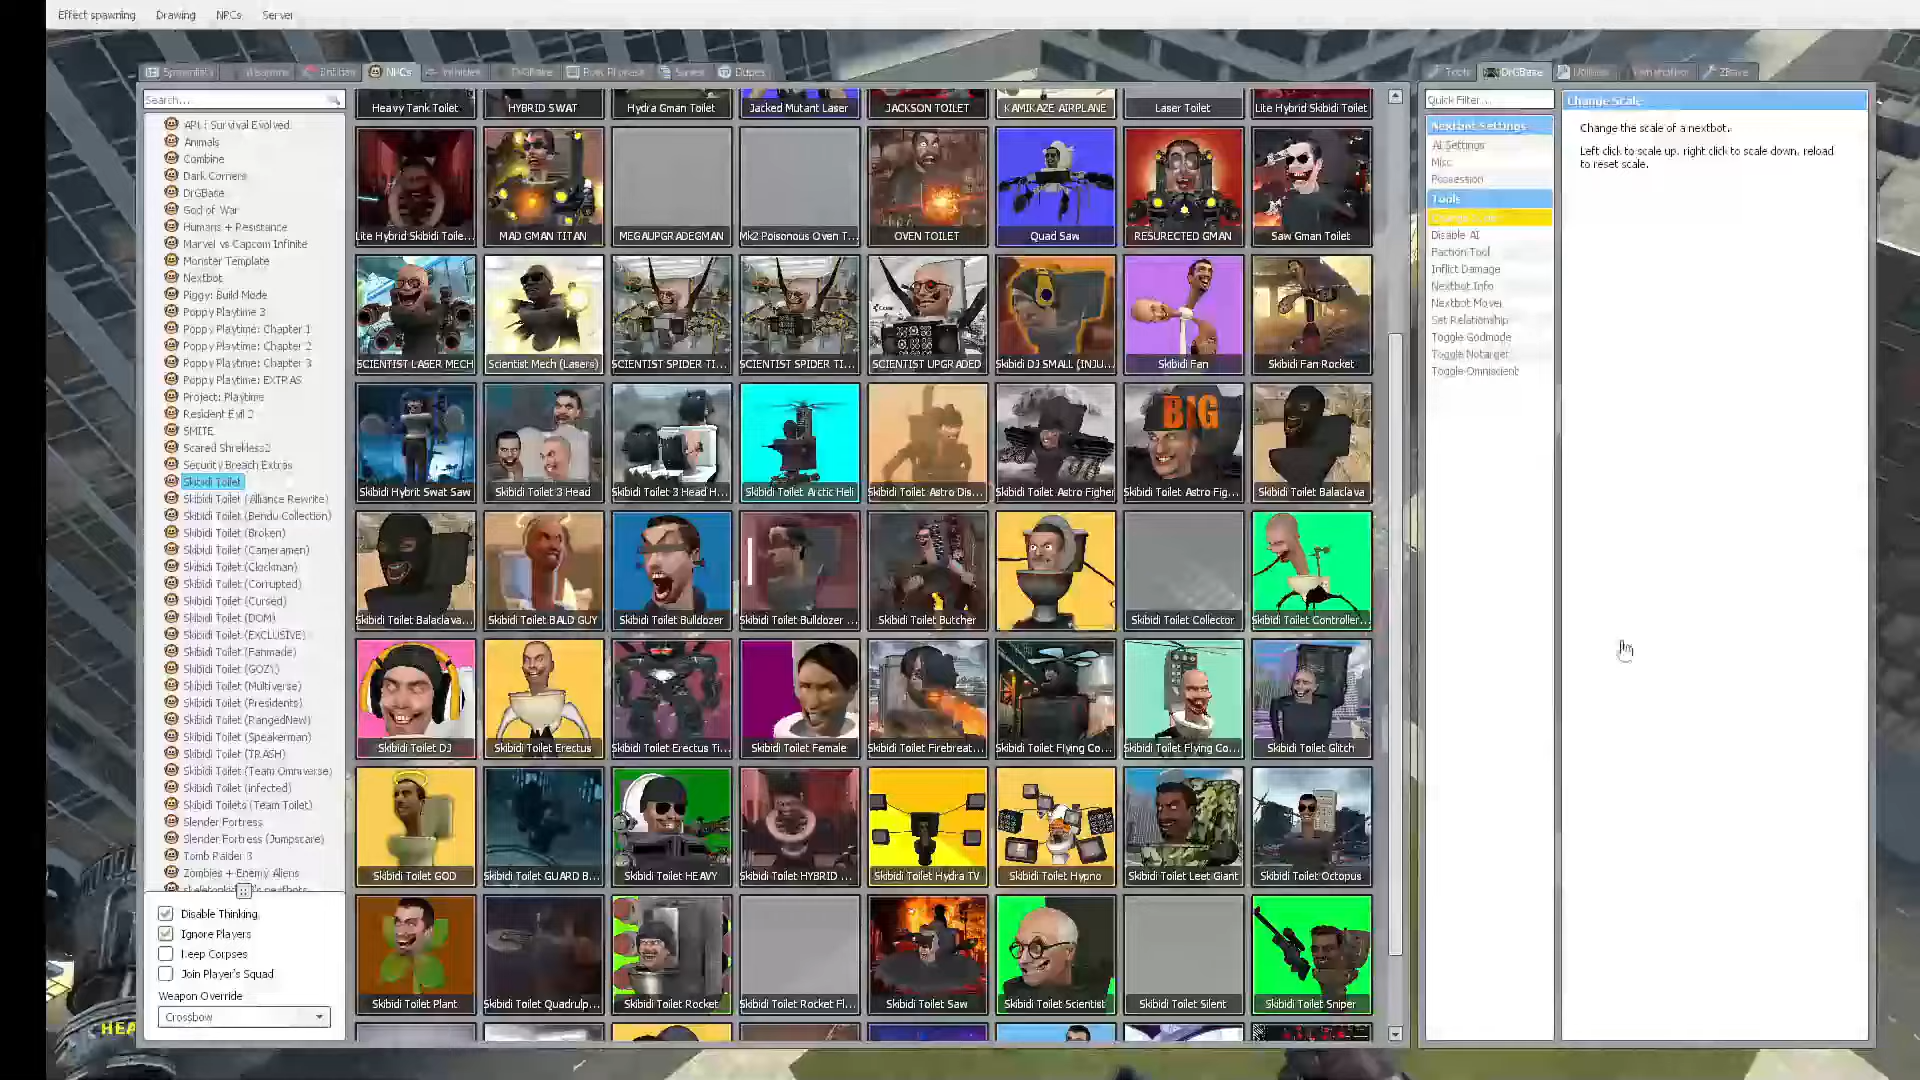 Effect spawning Drawing NPCs Server
Spawnlists Weapons Entities NPCs Vehicles DrGBase Post Process Saves Dupes
Tools DrGBase Utilities
Search...
API : Survival Evolved
Animals
Combine
Dark Corners
DrGBase
God of War
Humans + Resistance
Marvel vs Capcom Infinite
Monster Template
Nextbot
Piggy: Build Mode
Poppy Playtime 3
Poppy Playtime: Chapter 1
Poppy Playtime: Chapter 2
Poppy Playtime: Chapter 3
Poppy Playtime: EXTRAS
Project: Playtime
Resident Evil 2
SMITE
Scared Shrekless2
Security Breach Extras
Skibidi Toilet
Skibidi Toilet (Alliance Rewrite)
Skibidi Toilet (Bendu Collection)
Skibidi Toilet (Broken)
Skibidi Toilet (Cameramen)
Skibidi Toilet (Clockman)
Skibidi Toilet (Corrupted)
Skibidi Toilet (Cursed)
Skibidi Toilet (DOM)
Skibidi Toilet (EXCLUSIVE)
Skibidi Toilet (Fanmade)
Skibidi Toilet (GOZ\)
Skibidi Toilet (Multiverse)
Skibidi Toilet (Presidents)
Skibidi Toilet (RangedNew)
Skibidi Toilet (Speakerman)
Skibidi Toilet (TRASH)
Skibidi Toilet (Team Omniverse)
Skibidi Toilet (infected)
Skibidi Toilets (Team Toilet)
Slender Fortress
Slender Fortress (Jumpscare)
Tomb Raider 3
Zombies + Enemy Aliens
Disable Thinking
Ignore Players
Keep Corpses
Join Player's Squad
Weapon Override
Crossbow
HEA
Heavy Tank Toilet HYBRID SWAT Hydra Gman Toilet Jacked Mutant Laser JACKSON TOILET KAMIKAZE AIRPLANE Laser Toilet Lite Hybrid Skibidi Toilet
Lite Hybrid Skibidi Toile... MAD GMAN TITAN MEGAUPGRADEGMAN Mk2 Poisonous Oven T... OVEN TOILET Quad Saw RESURECTED GMAN Saw Gman Toilet
SCIENTIST LASER MECH Scientist Mech (Lasers) SCIENTIST SPIDER TI... SCIENTIST SPIDER TI... SCIENTIST UPGRADED Skibidi DJ SMALL (INJU... Skibidi Fan Skibidi Fan Rocket
BIG
Skibidi Hybrit Swat Saw Skibidi Toilet 3 Head Skibidi Toilet 3 Head H... Skibidi Toilet Arctic Heli Skibidi Toilet Astro Dis... Skibidi Toilet Astro Figher Skibidi Toilet Astro Fig... Skibidi Toilet Balaclava
Skibidi Toilet Balaclava... Skibidi Toilet BALD GUY Skibidi Toilet Bulldozer Skibidi Toilet Bulldozer ... Skibidi Toilet Butcher Skibidi Toilet Collector Skibidi Toilet Controller...
Skibidi Toilet DJ Skibidi Toilet Erectus Skibidi Toilet Erectus Ti... Skibidi Toilet Female Skibidi Toilet Firebreat... Skibidi Toilet Flying Co... Skibidi Toilet Flying Co... Skibidi Toilet Glitch
Skibidi Toilet GOD Skibidi Toilet GUARD B... Skibidi Toilet HEAVY Skibidi Toilet HYBRID ... Skibidi Toilet Hydra TV Skibidi Toilet Hypno Skibidi Toilet Leet Giant Skibidi Toilet Octopus
Skibidi Toilet Plant Skibidi Toilet Quadrulp... Skibidi Toilet Rocket Skibidi Toilet Rocket Fl... Skibidi Toilet Saw Skibidi Toilet Scientist Skibidi Toilet Silent Skibidi Toilet Sniper
Quick Filter...
Nextbot Settings
AI Settings
Misc
Possession
Tools
Change Scale
Disable AI
Faction Tool
Inflict Damage
Nextbot Info
Nextbot Mover
Set Relationship
Toggle Godmode
Toggle Notarget
Toggle Omniscient
Change Scale
Change the scale of a nextbot.
Left click to scale up, right click to scale down, reload
to reset scale.